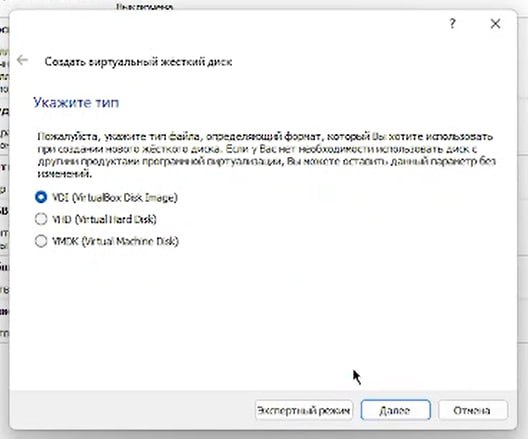 Выключена
?
Создать виртуальный жесткий диск
Укажите тип
Пожалуйста, укажите тип файла, определяющий формат, который Вы хотите использовать
при создании нового жёсткого диска. Если у Вас нет необходимости использовать диск с
другими продуктами программной виртуализации, Вы можете оставить данный параметр без
изменений.
VDI (VirtualBox Disk Image)
VHD (Virtual Hard Disk)
VMDK (Virtual Machine Disk)
Экспертный режим
Далее
Отмена